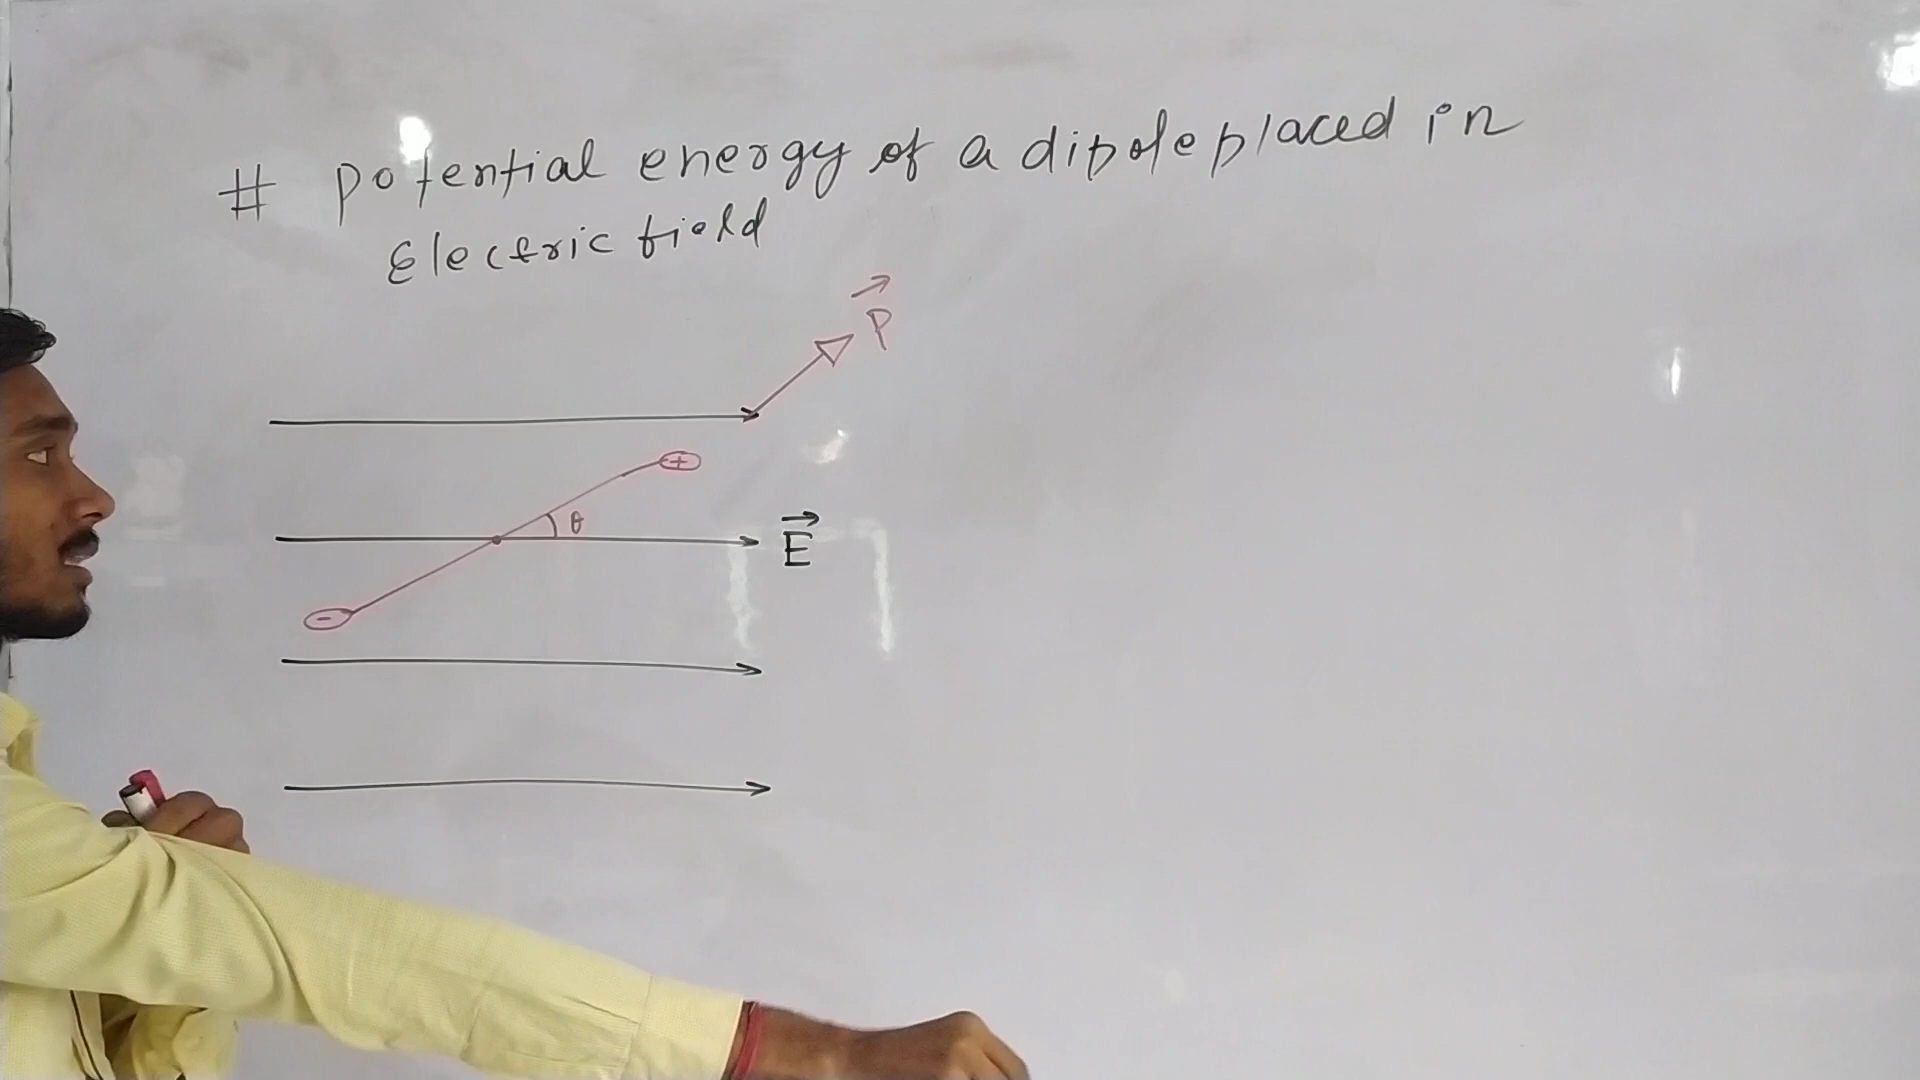 # potential energy of a dipole placed in
Electric field
P
+
θ
E
-